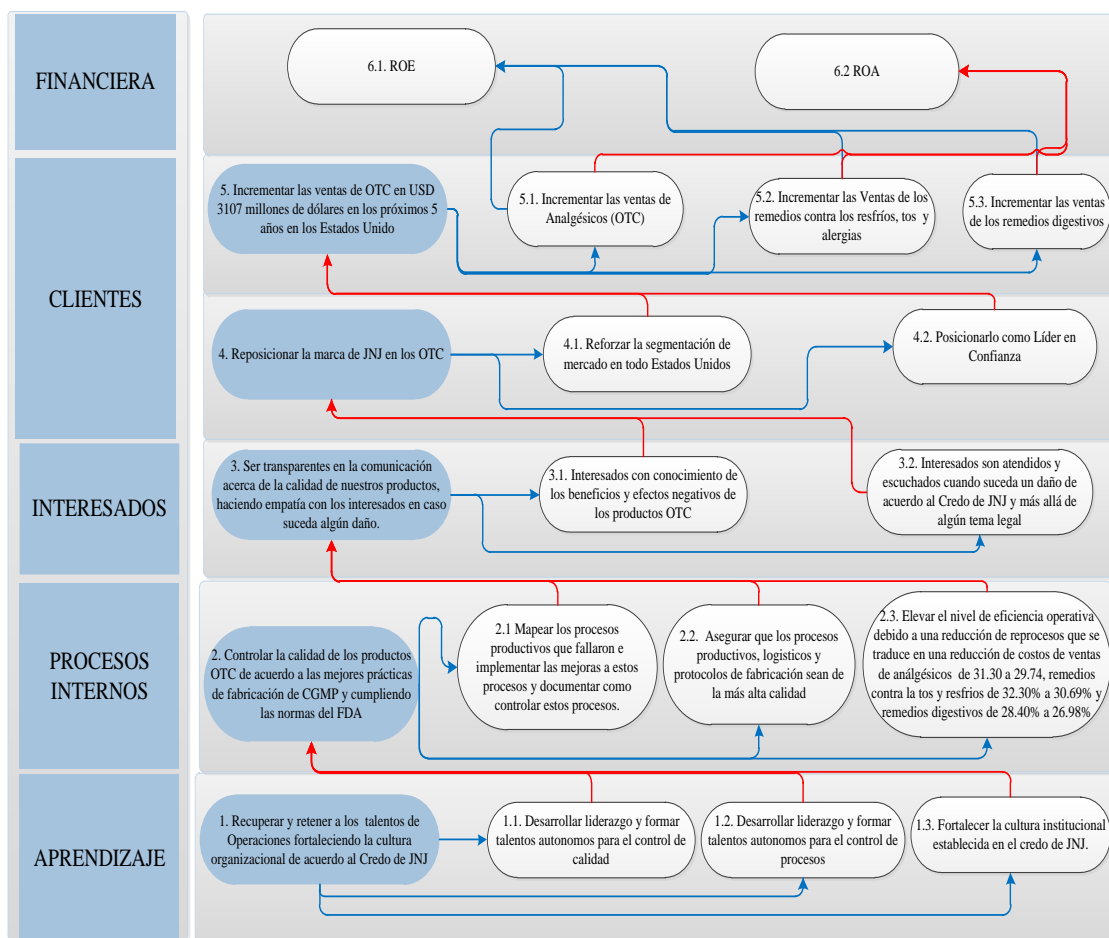 FINANCIERA
6.1. ROE
6.2 ROA
CLIENTES
5. Incrementar las ventas de OTC en USD
3107 millones de dólares en los próximos 5
años en los Estados Unido
5.1. Incrementar las ventas de
Analgésicos (OTC)
5.2. Incrementar las Ventas de los
remedios contra los resfríos, tos y
alergias
5.3. Incrementar las ventas
de los remedios digestivos
4. Reposicionar la marca de JNJ en los OTC
4.1. Reforzar la segmentación de
mercado en todo Estados Unidos
4.2. Posicionarlo como Líder en
Confianza
INTERESADOS
3. Ser transparentes en la comunicación
acerca de la calidad de nuestros productos,
haciendo empatía con los interesados en caso
suceda algún daño.
3.1. Interesados con conocimiento de
los beneficios y efectos negativos de
los productos OTC
3.2. Interesados son atendidos y
escuchados cuando suceda un daño de
acuerdo al Credo de JNJ y más allá de
algún tema legal
PROCESOS
INTERNOS
2. Controlar la calidad de los productos
OTC de acuerdo a las mejores prácticas
de fabricación de CGMP y cumpliendo
las normas del FDA
2.1 Mapear los procesos
productivos que fallaron e
implementar las mejoras a estos
procesos y documentar como
controlar estos procesos.
2.2. Asegurar que los procesos
productivos, logisticos y
protocolos de fabricación sean de
la más alta calidad
2.3. Elevar el nivel de eficiencia operativa
debido a una reducción de reprocesos que se
traduce en una reducción de costos de ventas
de análgésicos de 31.30 a 29.74, remedios
contra la tos y resfrios de 32.30% a 30.69% y
remedios digestivos de 28.40% a 26.98%
APRENDIZAJE
1. Recuperar y retener a los talentos de
Operaciones fortaleciendo la cultura
organizacional de acuerdo al Credo de JNJ
1.1. Desarrollar liderazgo y formar
talentos autonomos para el control de
calidad
1.2. Desarrollar liderazgo y formar
talentos autonomos para el control de
procesos
1.3. Fortalecer la cultura institucional
establecida en el credo de JNJ.